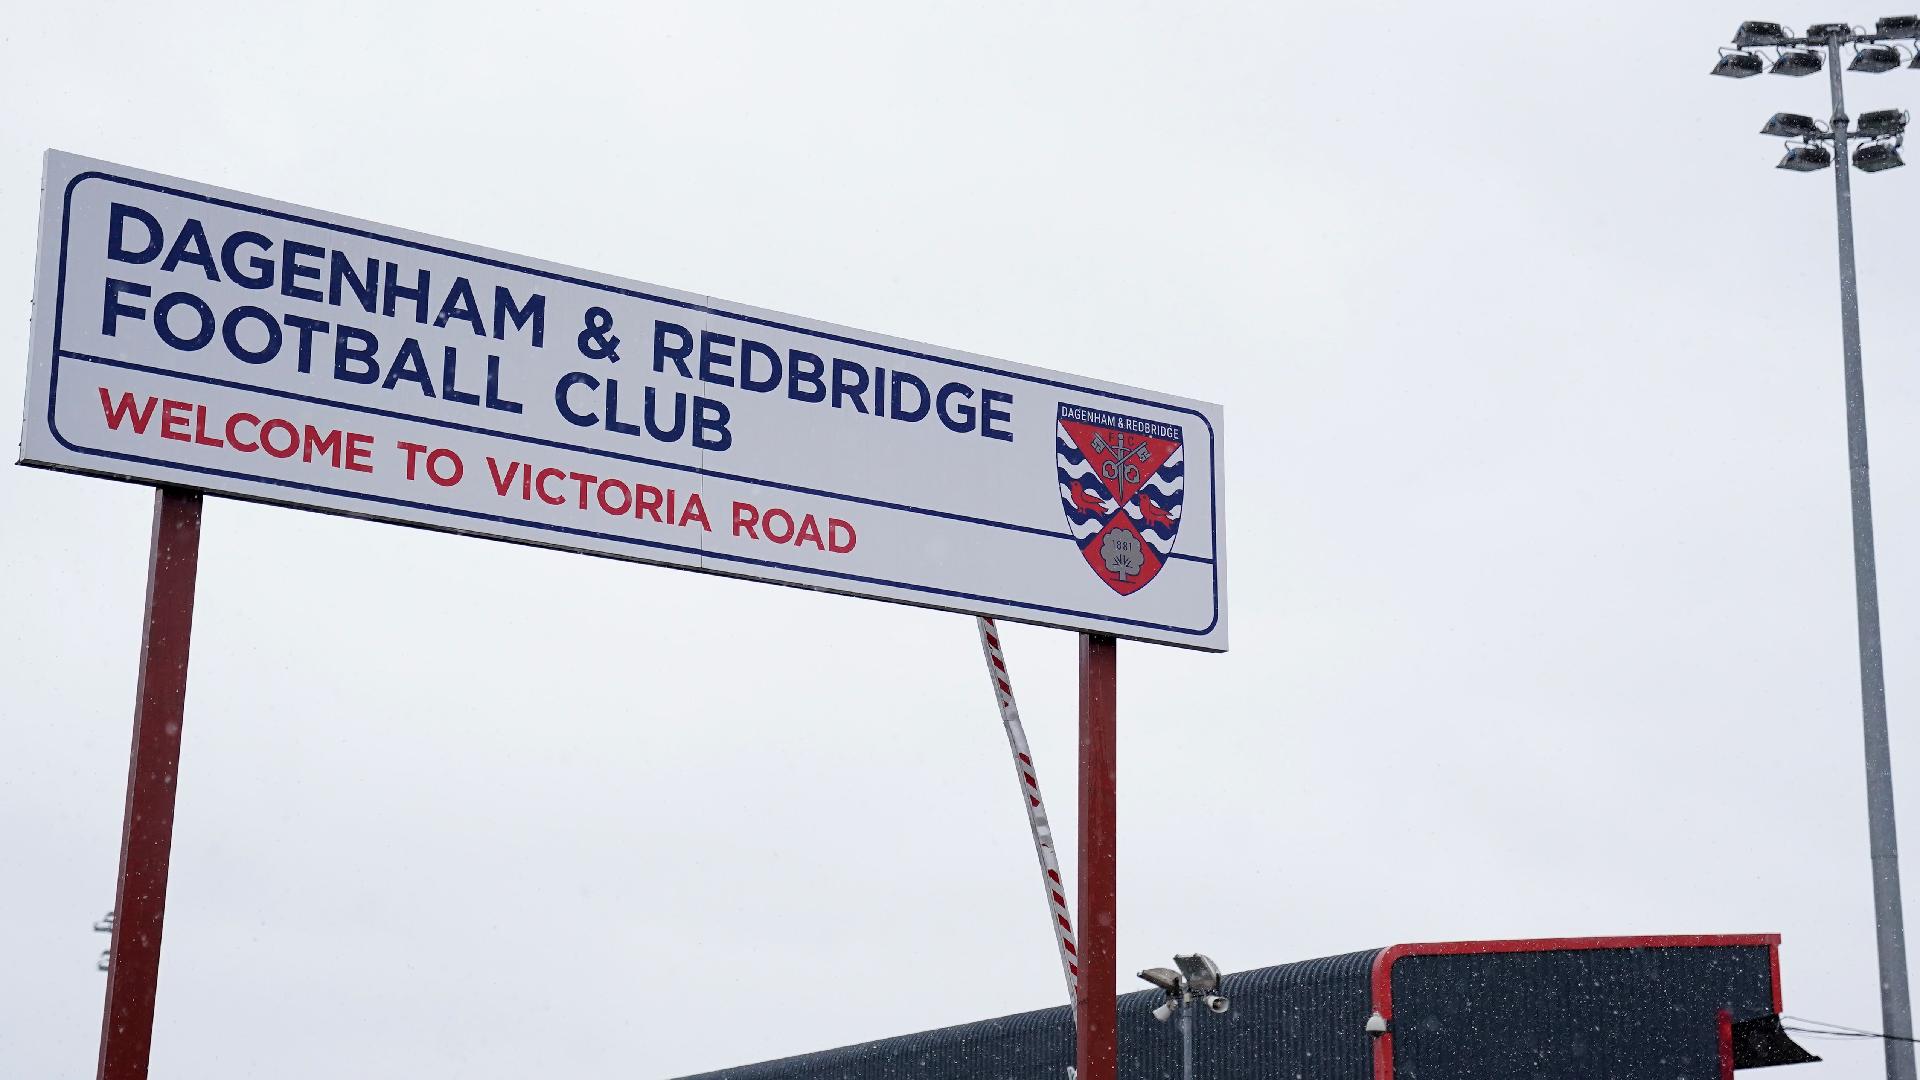 DAGENHAM & REDBRIDGE
FOOTBALL CLUB
WELCOME TO VICTORIA ROAD
DAGENHAM & REDBRIDGE
F C
1881